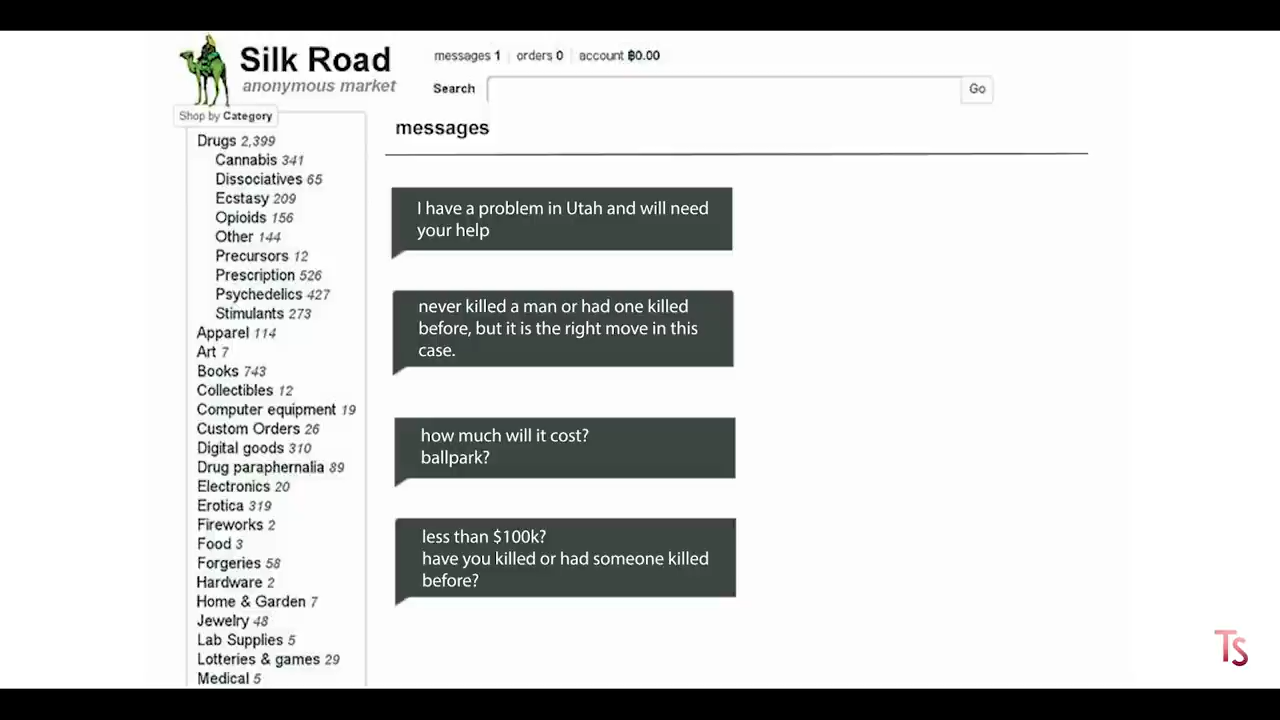 Silk Road
anonymous market
messages 1 | orders 0 | account ฿0.00
Search
Go
Shop by Category
Drugs 2,399
Cannabis 341
Dissociatives 65
Ecstasy 209
Opioids 156
Other 144
Precursors 12
Prescription 526
Psychedelics 427
Stimulants 273
Apparel 114
Art 7
Books 743
Collectibles 12
Computer equipment 19
Custom Orders 26
Digital goods 310
Drug paraphernalia 89
Electronics 20
Erotica 319
Fireworks 2
Food 3
Forgeries 58
Hardware 2
Home & Garden 7
Jewelry 48
Lab Supplies 5
Lotteries & games 29
Medical 5
messages
I have a problem in Utah and will need
your help
never killed a man or had one killed
before, but it is the right move in this
case.
how much will it cost?
ballpark?
less than $100k?
have you killed or had someone killed
before?
TS